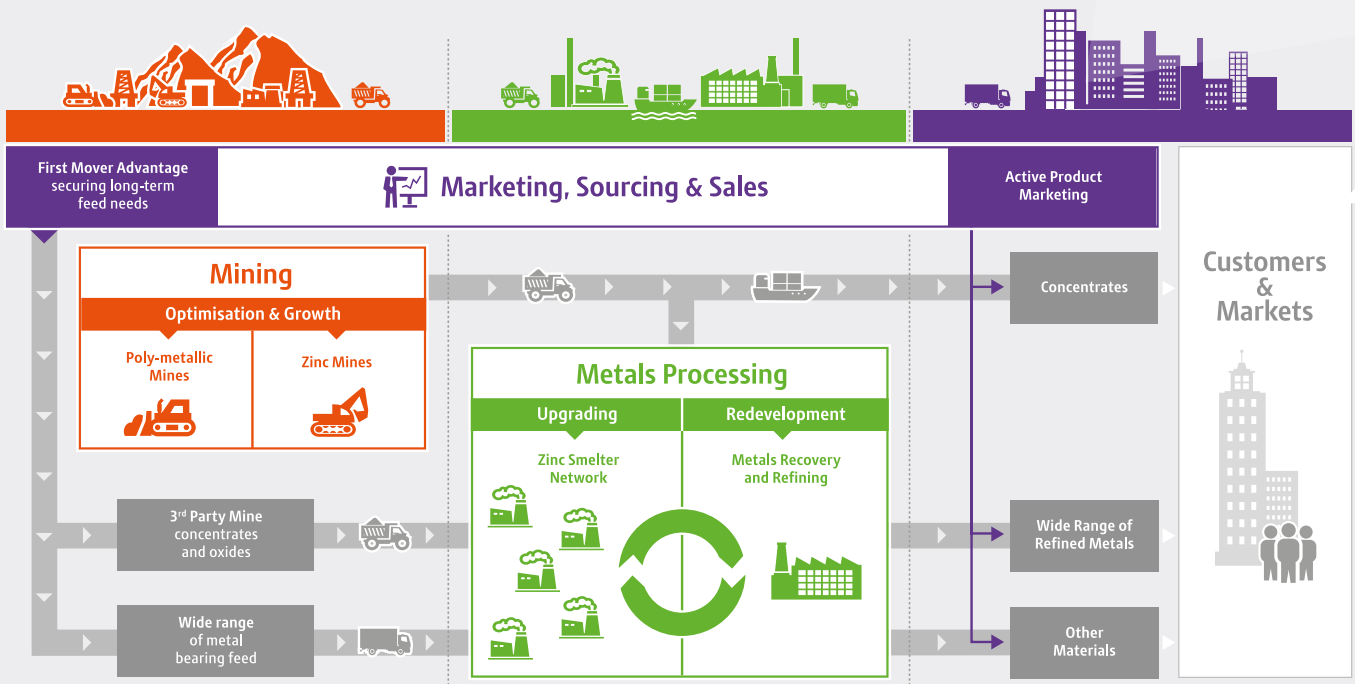 First Mover Advantage
securing long-term
feed needs
Marketing, Sourcing & Sales
Active Product
Marketing
Mining
Optimisation & Growth
Poly-metallic
Mines
Zinc Mines
Concentrates
Customers
&
Markets
Metals Processing
Upgrading
Redevelopment
Zinc Smelter
Network
Metals Recovery
and Refining
3rd Party Mine
concentrates
and oxides
Wide Range of
Refined Metals
Wide range
of metal
bearing feed
Other
Materials